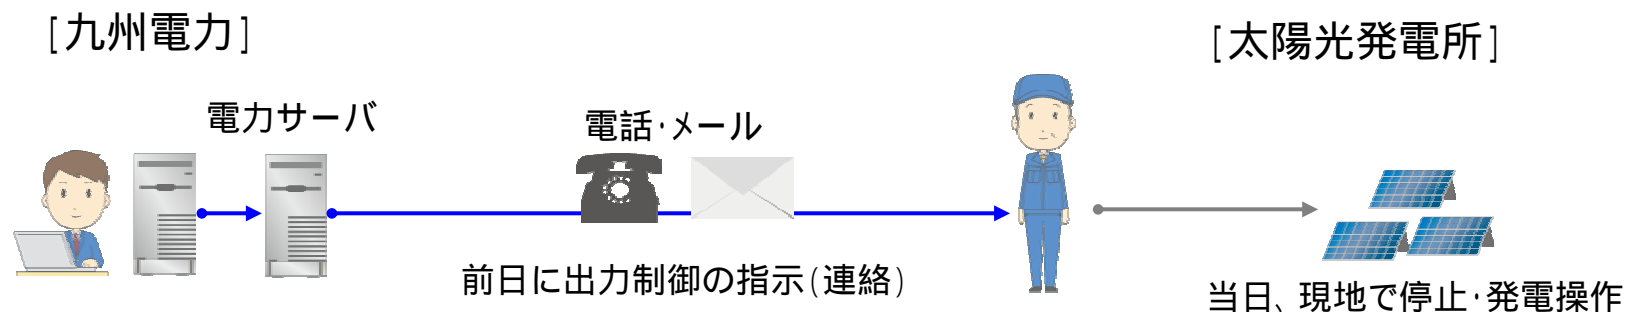 [九州電力]
[太陽光発電所]
電力サーバ
電話・メール
前日に出力制御の指示(連絡)
当日、現地で停止・発電操作